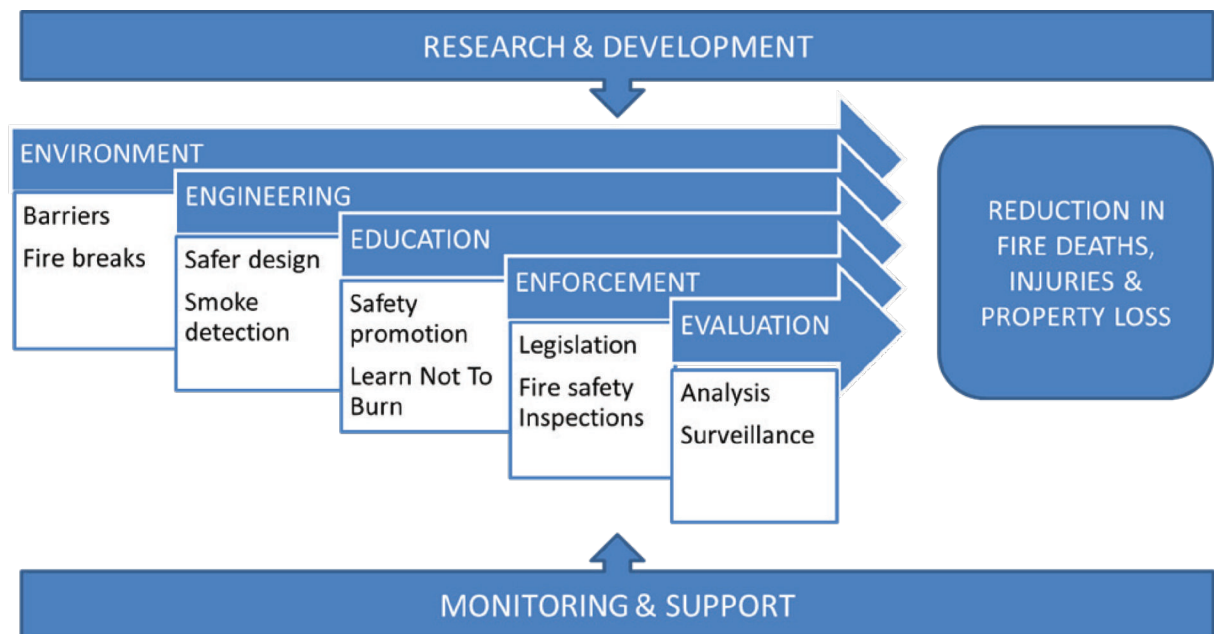 RESEARCH & DEVELOPMENT
ENVIRONMENT
Barriers
Fire breaks
ENGINEERING
Safer design
Smoke
detection
EDUCATION
Safety
promotion
Learn Not To
Burn
ENFORCEMENT
Legislation
Fire safety
Inspections
EVALUATION
Analysis
Surveillance
REDUCTION IN
FIRE DEATHS,
INJURIES &
PROPERTY LOSS
MONITORING & SUPPORT